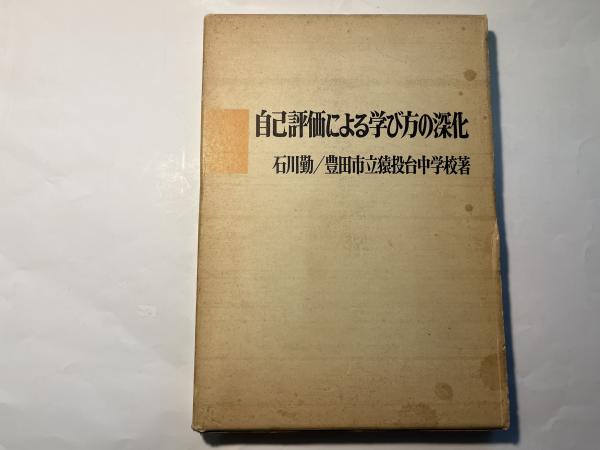 自己評価による学び方の深化
石川勤/豊田市立猿投台中学校著